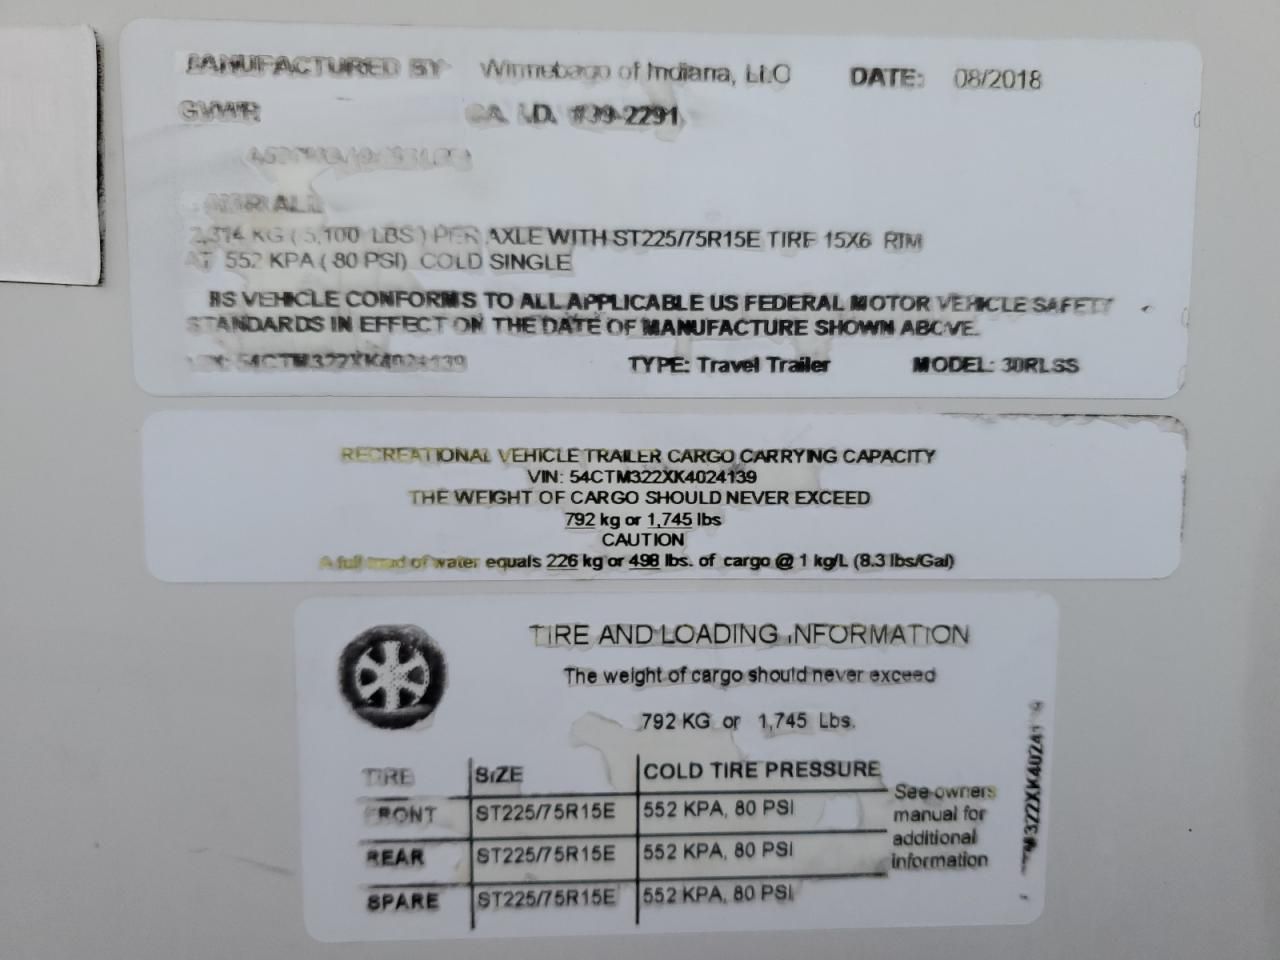 MANUFACTURED BY Winnebago of Indiana, LLC DATE: 08/2018
GVWR CA. I.D. #39-2291
2,314 KG ( 5,100 LBS ) PER AXLE WITH ST225/75R15E TIRE 15X6 RIM
AT 552 KPA ( 80 PSI) COLD SINGLE
VEHICLE CONFORMS TO ALL APPLICABLE US FEDERAL MOTOR VEHICLE SAFETY
STANDARDS IN EFFECT ON THE DATE OF MANUFACTURE SHOWN ABOVE.
VIN: 54CTM322XK4024139 TYPE: Travel Trailer MODEL: 30RLSS
RECREATIONAL VEHICLE TRAILER CARGO CARRYING CAPACITY
VIN: 54CTM322XK4024139
THE WEIGHT OF CARGO SHOULD NEVER EXCEED
792 kg or 1,745 lbs
CAUTION
A full load of water equals 226 kg or 498 lbs. of cargo @ 1 kg/L (8.3 lbs/Gal)
TIRE AND LOADING INFORMATION
The weight of cargo should never exceed
792 KG or 1,745 Lbs.
TIRE SIZE COLD TIRE PRESSURE
FRONT ST225/75R15E 552 KPA, 80 PSI
REAR ST225/75R15E 552 KPA, 80 PSI
SPARE ST225/75R15E 552 KPA, 80 PSI
See owners
manual for
additional
information